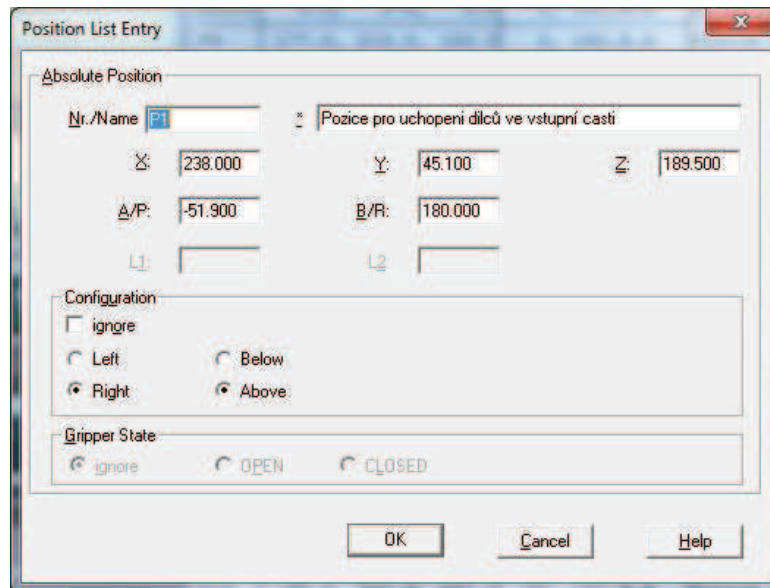 Position List Entry
Absolute Position
Nr./Name P1 * Pozice pro uchopeni dilců ve vstupní casti
X: 238.000 Y: 45.100 Z: 189.500
A/P: -51.900 B/R: 180.000
L1: L2
Configuration
ignore
Left Below
Right Above
Gripper State
ignore OPEN CLOSED
OK Cancel Help